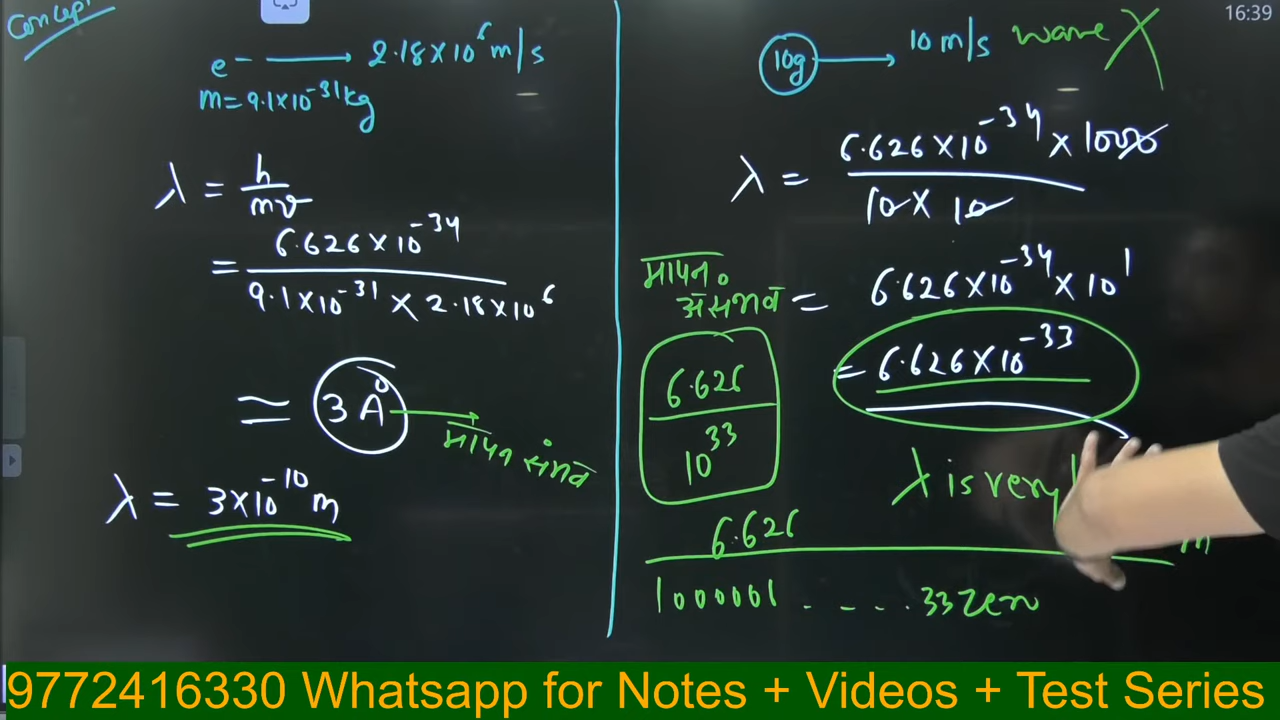 Concept
e- → 2.18×10⁶ m/s
m=9.1×10⁻³¹kg
λ = h/mv
= 6.626×10⁻³⁴ / 9.1×10⁻³¹ × 2.18×10⁶
≈ 3A⁰ → मापन संभव
λ = 3×10⁻¹⁰ m
16:39
10g → 10 m/s wave X
λ = 6.626×10⁻³⁴ × 1000 / 10 × 10
मापन०
असंभव
= 6.626×10⁻³⁴×10¹
= 6.626×10⁻³³
6.626 / 10³³
λ is very
6.626 m
1000001 . - - . . . 33 zero
9772416330 Whatsapp for Notes + Videos + Test Series